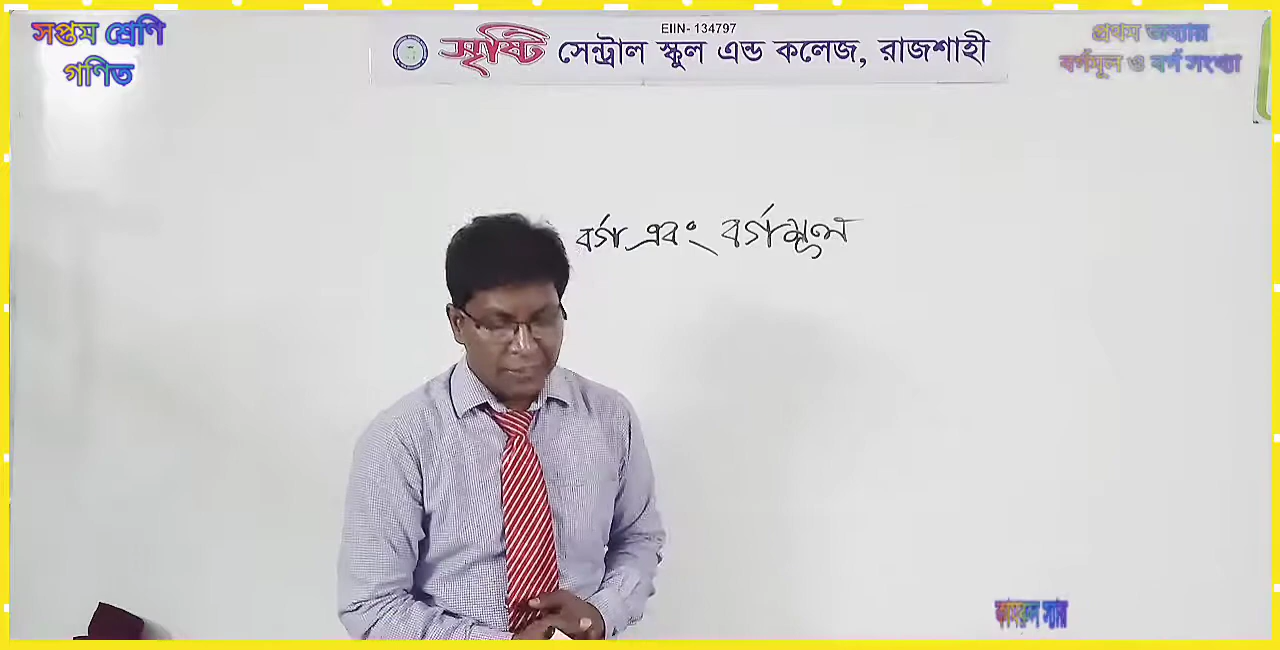 সপ্তম শ্রেণি
গণিত
EIIN- 134797
সৃষ্টি সেন্ট্রাল স্কুল এন্ড কলেজ, রাজশাহী
প্রথম অধ্যায়
বর্গমূল ও বর্গ সংখ্যা
বর্গ এবং বর্গমূল
স্যার